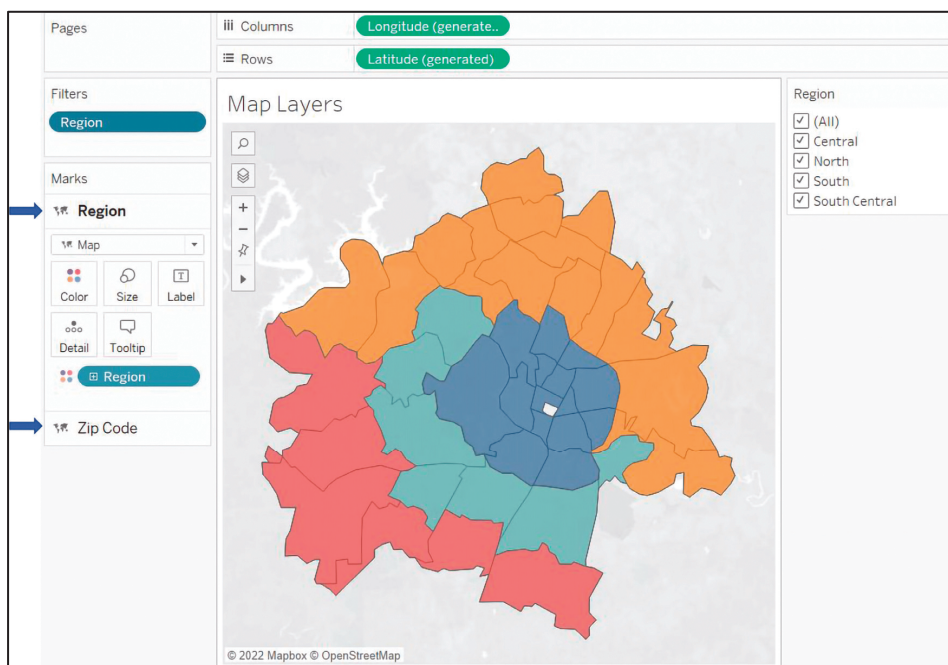 Pages
Columns
Longitude (generate..
Rows
Latitude (generated)
Filters
Region
Marks
Region
Map
Color Size Label
Detail Tooltip
Region
Zip Code
Map Layers
© 2022 Mapbox © OpenStreetMap
Region
(All)
Central
North
South
South Central